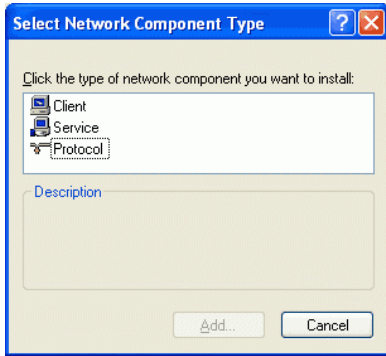 Select Network Component Type
Click the type of network component you want to install:
Client
Service
Protocol
Description
Add...
Cancel